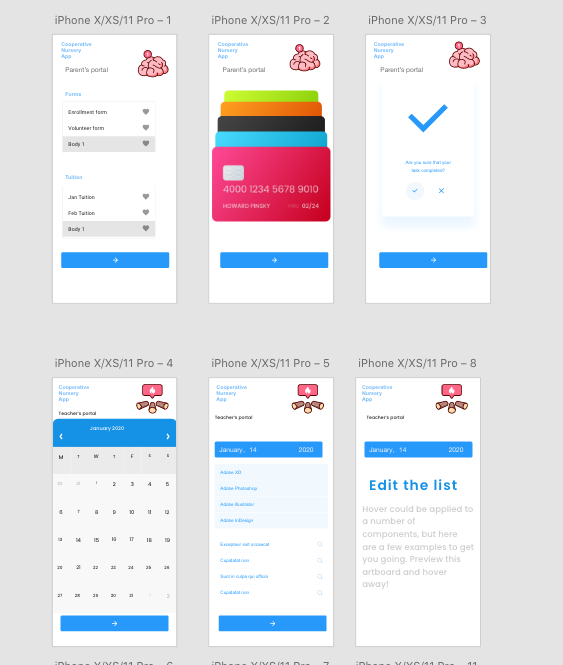 iPhone X/XS/11 Pro – 1
Cooperative
Nursery
App
Parent's portal
Forms
Enrollment form
Volunteer form
Body 1
Tuition
Jan Tuition
Feb Tuition
Body 1
iPhone X/XS/11 Pro – 2
Cooperative
Nursery
App
Parent's portal
4000 1234 5678 9010
HOWARD PINSKY
02/24
iPhone X/XS/11 Pro – 3
Cooperative
Nursery
App
Parent's portal
Are you sure that your
task completed?
iPhone X/XS/11 Pro – 4
Cooperative
Nursery
App
Teacher's portal
January 2020
M T W T F S S
30 31 1 2 3 4 5
6 7 8 9 10 11 12
13 14 15 16 17 18 19
20 21 22 23 24 25 26
27 28 29 30 31 1 2
iPhone X/XS/11 Pro – 5
Cooperative
Nursery
App
Teacher's portal
January, 14 2020
Adobe XD
Adobe Photoshop
Adobe Illustrator
Adobe InDesign
Excepteur sint occaecat
Cupidatat non
Sunt in culpa qui officia
Cupidatat non
iPhone X/XS/11 Pro – 8
Cooperative
Nursery
App
Teacher's portal
January, 14 2020
Edit the list
Hover could be applied to
a number of
components, but here
are a few examples to get
you going. Preview this
artboard and hover
away!
iPhone X/XS/11 Pro – 6
iPhone X/XS/11 Pro – 7
iPhone X/XS/11 Pro – 11